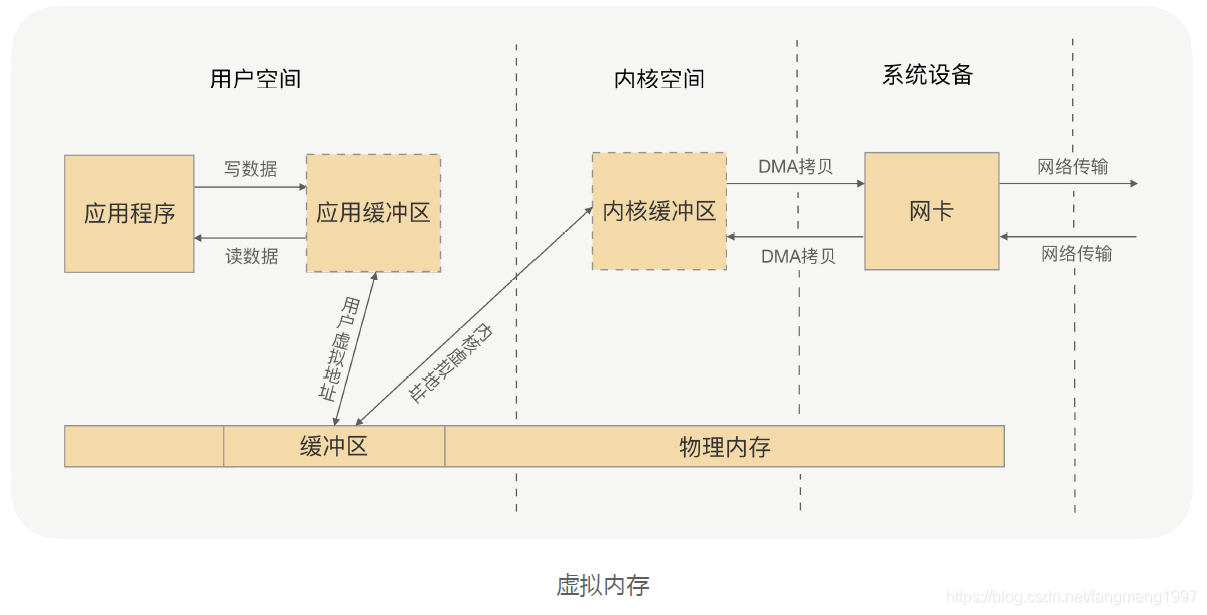 用户空间
内核空间
系统设备
应用程序
写数据
读数据
应用缓冲区
内核缓冲区
DMA拷贝
DMA拷贝
网卡
网络传输
网络传输
用户虚拟地址
内核虚拟地址
缓冲区
物理内存
虚拟内存
https://blog.csdn.net/fangmeng1997